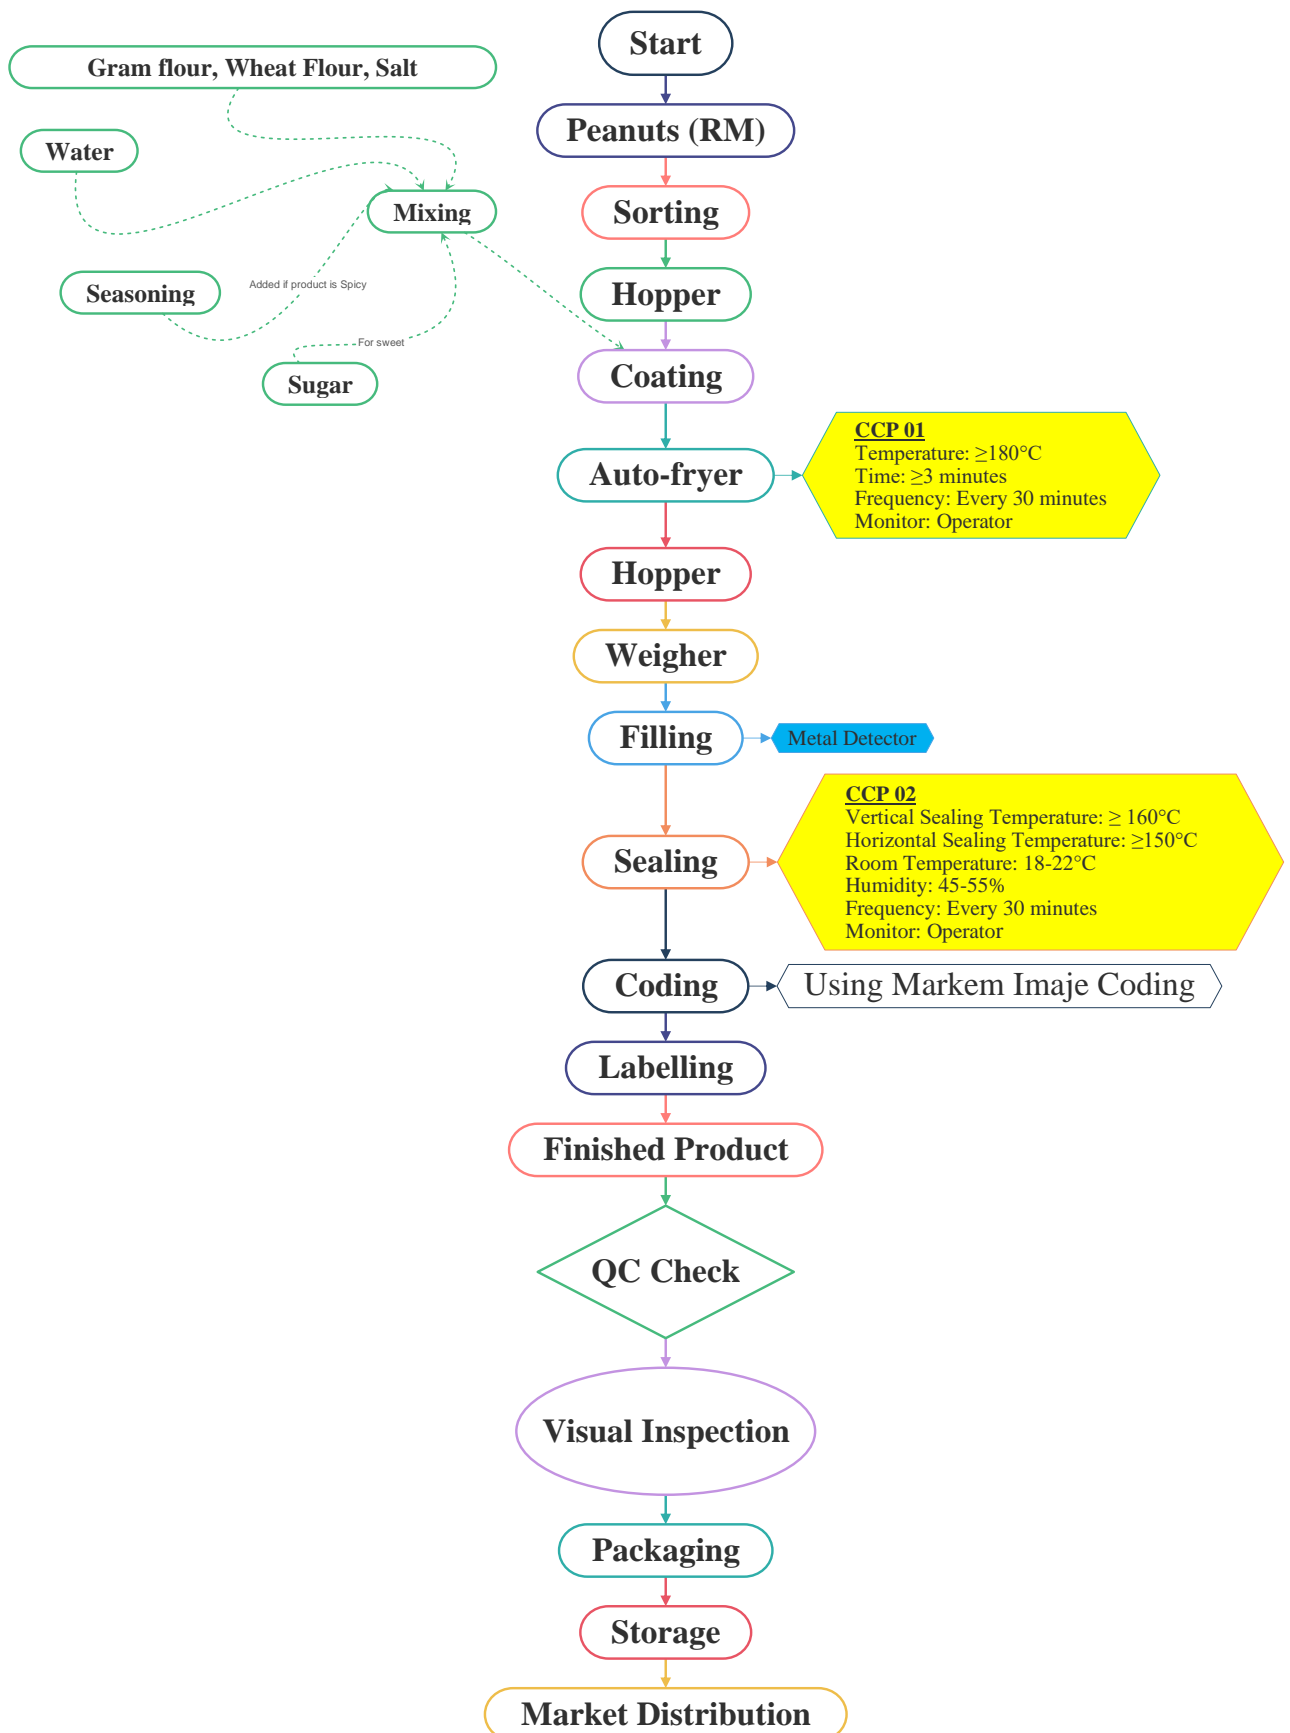 Start
Gram flour, Wheat Flour, Salt
Peanuts (RM)
Water
Mixing
Sorting
Seasoning
Added if product is Spicy
Hopper
For sweet
Sugar
Coating
Auto-fryer
CCP 01
Temperature: ≥180°C
Time: ≥3 minutes
Frequency: Every 30 minutes
Monitor: Operator
Hopper
Weigher
Filling
Metal Detector
Sealing
CCP 02
Vertical Sealing Temperature: ≥ 160°C
Horizontal Sealing Temperature: ≥150°C
Room Temperature: 18-22°C
Humidity: 45-55%
Frequency: Every 30 minutes
Monitor: Operator
Coding
Using Markem Imaje Coding
Labelling
Finished Product
QC Check
Visual Inspection
Packaging
Storage
Market Distribution